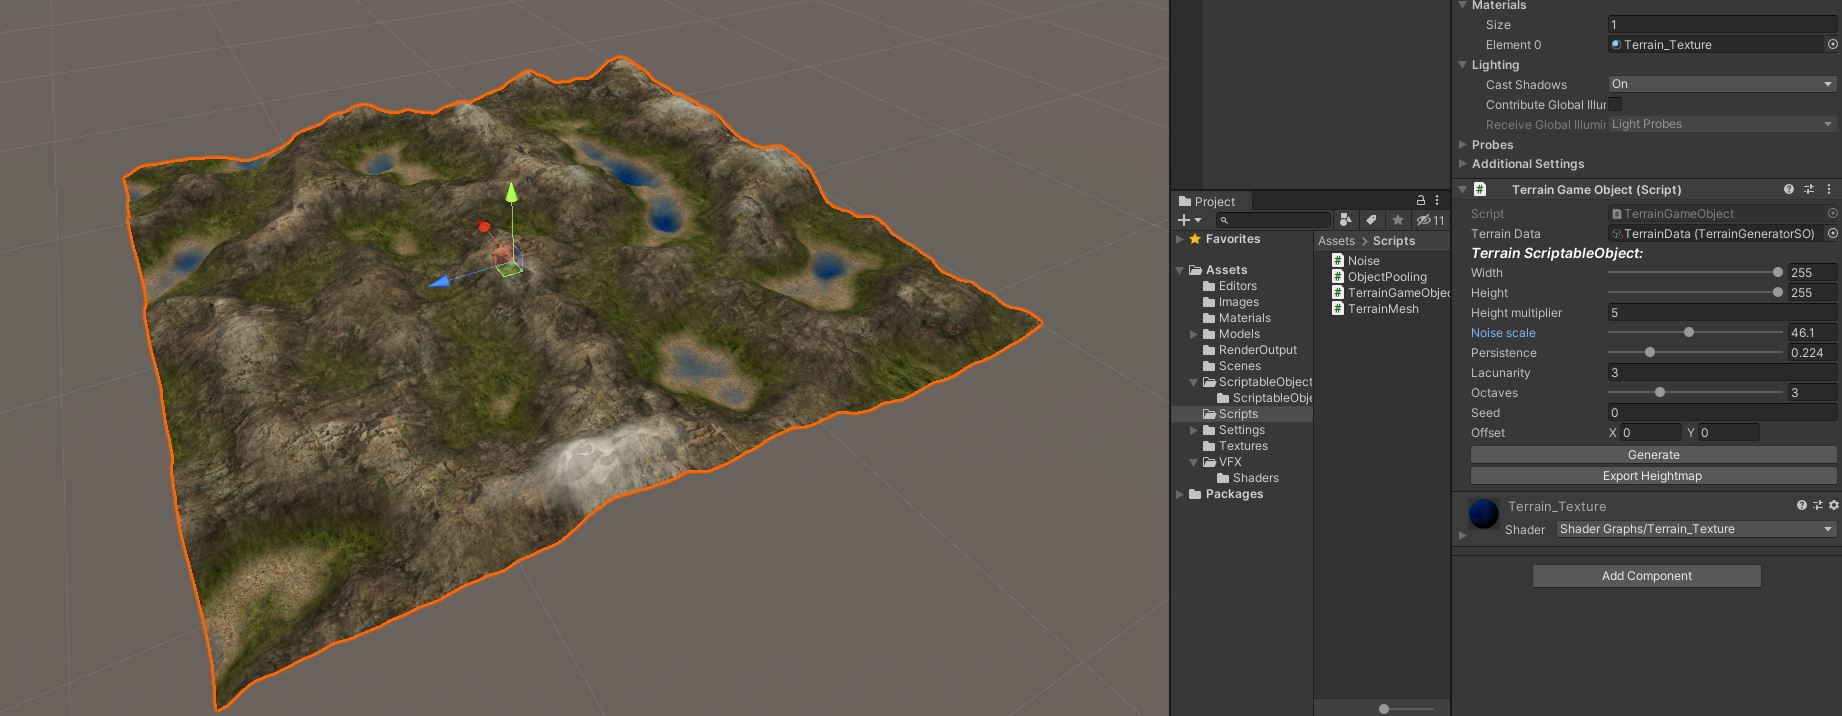 Materials
Size 1
Element 0 Terrain_Texture
Lighting
Cast Shadows On
Contribute Global Illur
Receive Global Illumir Light Probes
Probes
Additional Settings
Terrain Game Object (Script)
Script TerrainGameObject
Terrain Data TerrainData (TerrainGeneratorSO)
Terrain ScriptableObject:
Width 255
Height 255
Height multiplier 5
Noise scale 46.1
Persistence 0.224
Lacunarity 3
Octaves 3
Seed 0
Offset X 0 Y 0
Generate
Export Heightmap
Terrain_Texture
Shader Shader Graphs/Terrain_Texture
Add Component
Project
11
Favorites
Assets
Editors
Images
Materials
Models
RenderOutput
Scenes
ScriptableObject
ScriptableObje
Scripts
Settings
Textures
VFX
Shaders
Packages
Assets > Scripts
Noise
ObjectPooling
TerrainGameObjec
TerrainMesh